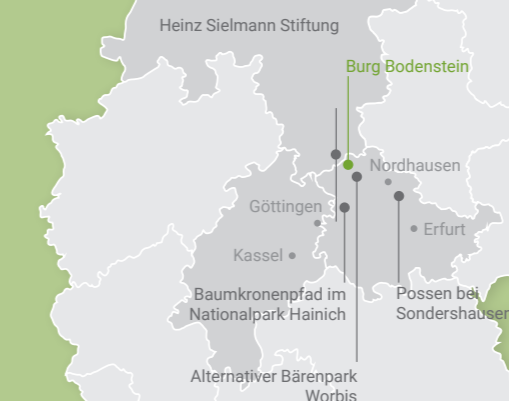 Heinz Sielmann Stiftung
Burg Bodenstein
Nordhausen
Göttingen
Erfurt
Kassel
Baumkronenpfad im
Nationalpark Hainich
Possen bei
Sondershausen
Alternativer Bärenpark
Worbis